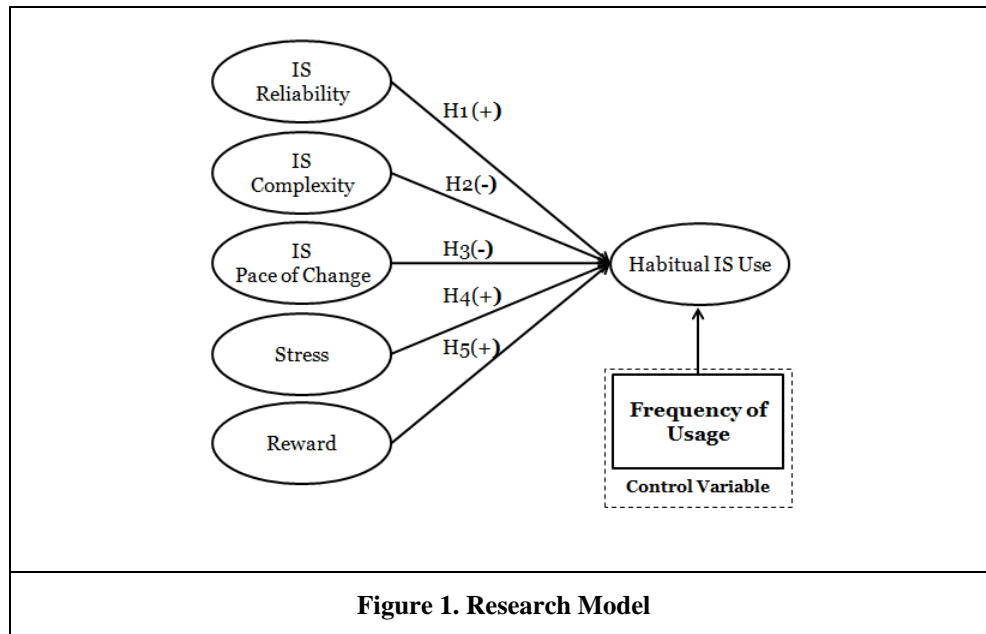 IS
Reliability
H1(+)
IS
Complexity
H2(-)
IS
Pace of Change
H3(-)
Habitual IS Use
H4(+)
Stress
H5(+)
Reward
Frequency of
Usage
Control Variable
Figure 1. Research Model